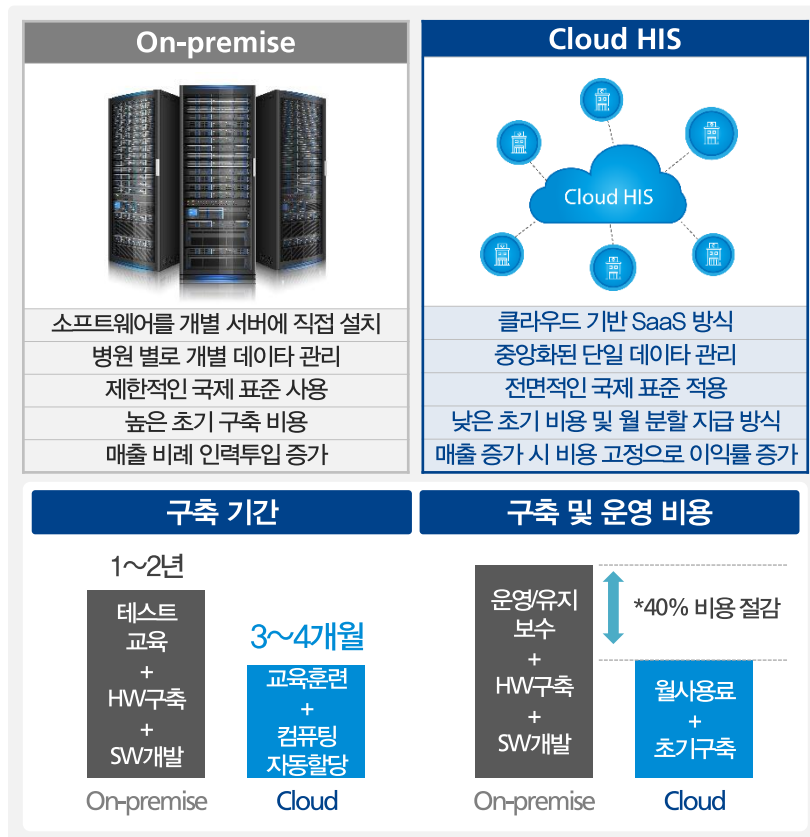 On-premise
소프트웨어를 개별 서버에 직접 설치
병원 별로 개별 데이타 관리
제한적인 국제 표준 사용
높은 초기 구축 비용
매출 비례 인력투입 증가
Cloud HIS
Cloud HIS
클라우드 기반 SaaS 방식
중앙화된 단일 데이타 관리
전면적인 국제 표준 적용
낮은 초기 비용 및 월 분할 지급 방식
매출 증가 시 비용 고정으로 이익률 증가
구축 기간
1~2년
테스트
교육
+
HW구축
+
SW개발
On-premise
3~4개월
교육훈련
+
컴퓨팅
자동할당
Cloud
구축 및 운영 비용
운영/유지
보수
+
HW구축
+
SW개발
On-premise
*40% 비용 절감
월사용료
+
초기구축
Cloud